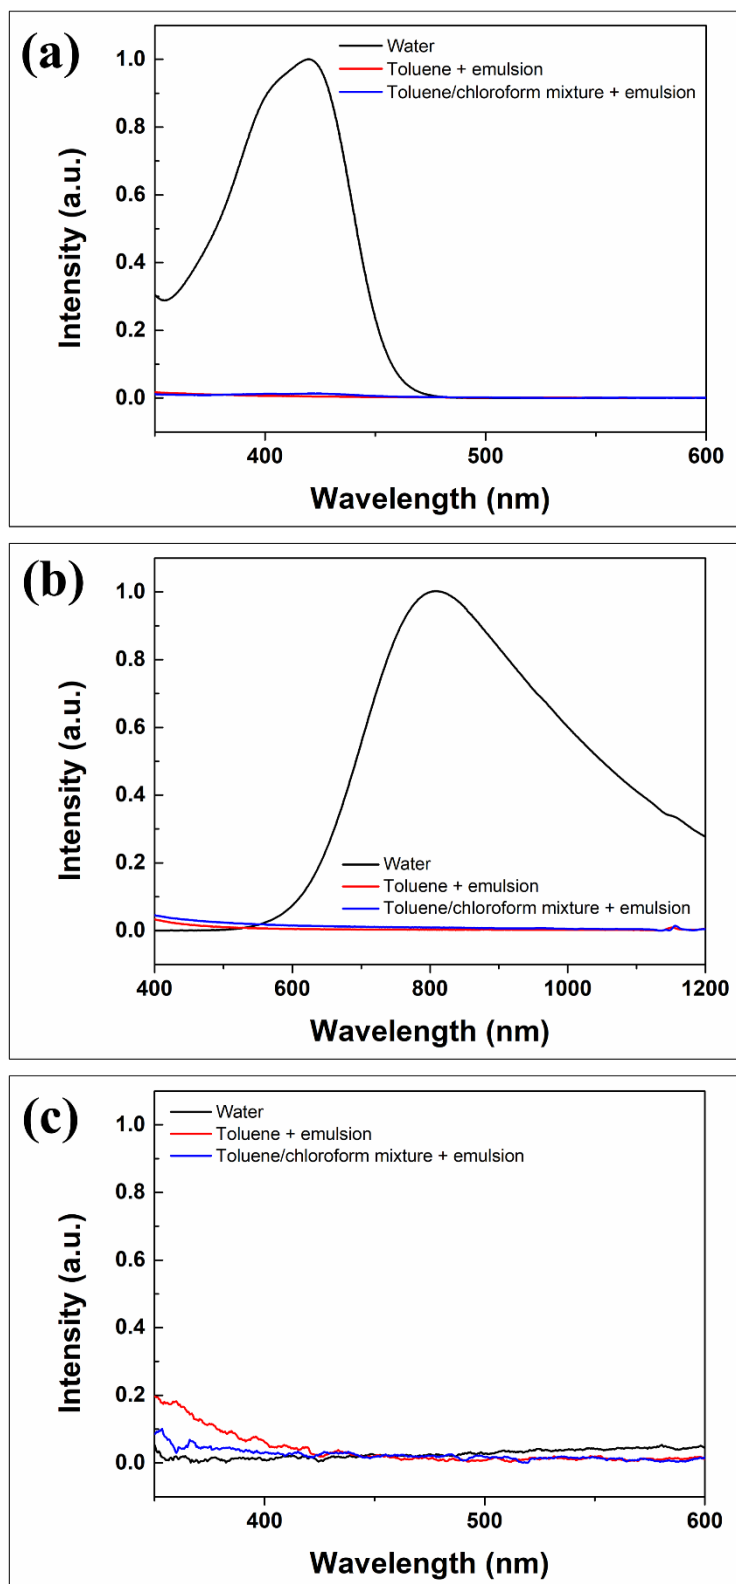 (a)
Water
Toluene + emulsion
Toluene/chloroform mixture + emulsion
1.0
0.8
0.6
0.4
0.2
0.0
Intensity (a.u.)
400
500
600
Wavelength (nm)
(b)
1.0
0.8
0.6
0.4
0.2
0.0
Intensity (a.u.)
Water
Toluene + emulsion
Toluene/chloroform mixture + emulsion
400
600
800
1000
1200
Wavelength (nm)
(c)
Water
Toluene + emulsion
Toluene/chloroform mixture + emulsion
1.0
0.8
0.6
0.4
0.2
0.0
Intensity (a.u.)
400
500
600
Wavelength (nm)